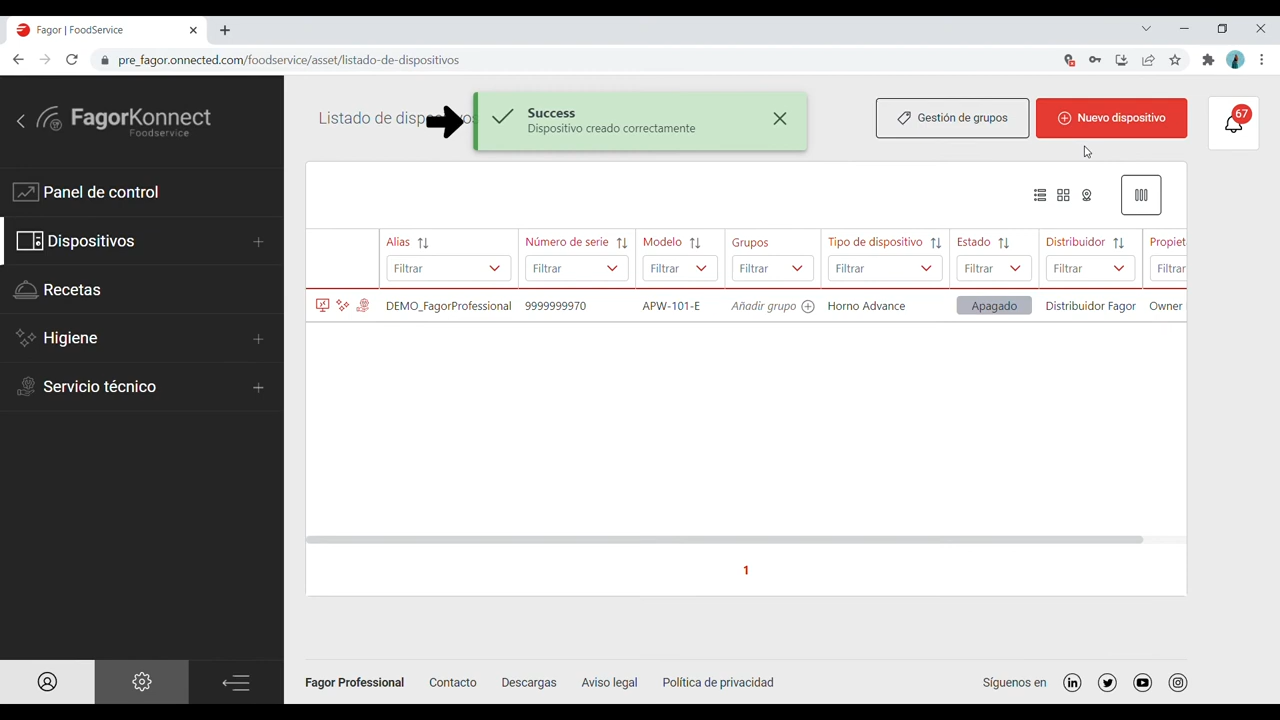 Fagor | FoodService
pre_fagor.onnected.com/foodservice/asset/listado-de-dispositivos
FagorKonnect
Foodservice
Panel de control
Dispositivos
Recetas
Higiene
Servicio técnico
Listado de dispositivos
Success
Dispositivo creado correctamente
Gestión de grupos
Nuevo dispositivo
67
Alias Número de serie Modelo Grupos Tipo de dispositivo Estado Distribuidor Propiet
Filtrar Filtrar Filtrar Filtrar Filtrar Filtrar Filtrar Filtrar
DEMO_FagorProfessional 9999999970 APW-101-E Añadir grupo Horno Advance Apagado Distribuidor Fagor Owner
1
Fagor Professional Contacto Descargas Aviso legal Política de privacidad Síguenos en